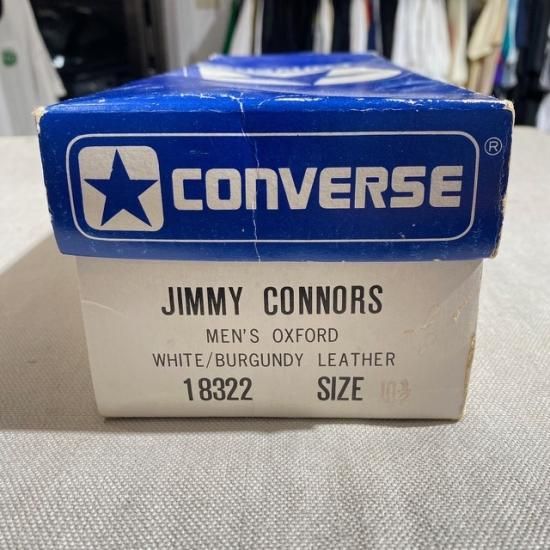 CONVERSE ®
JIMMY CONNORS
MEN'S OXFORD
WHITE/BURGUNDY LEATHER
18322 SIZE